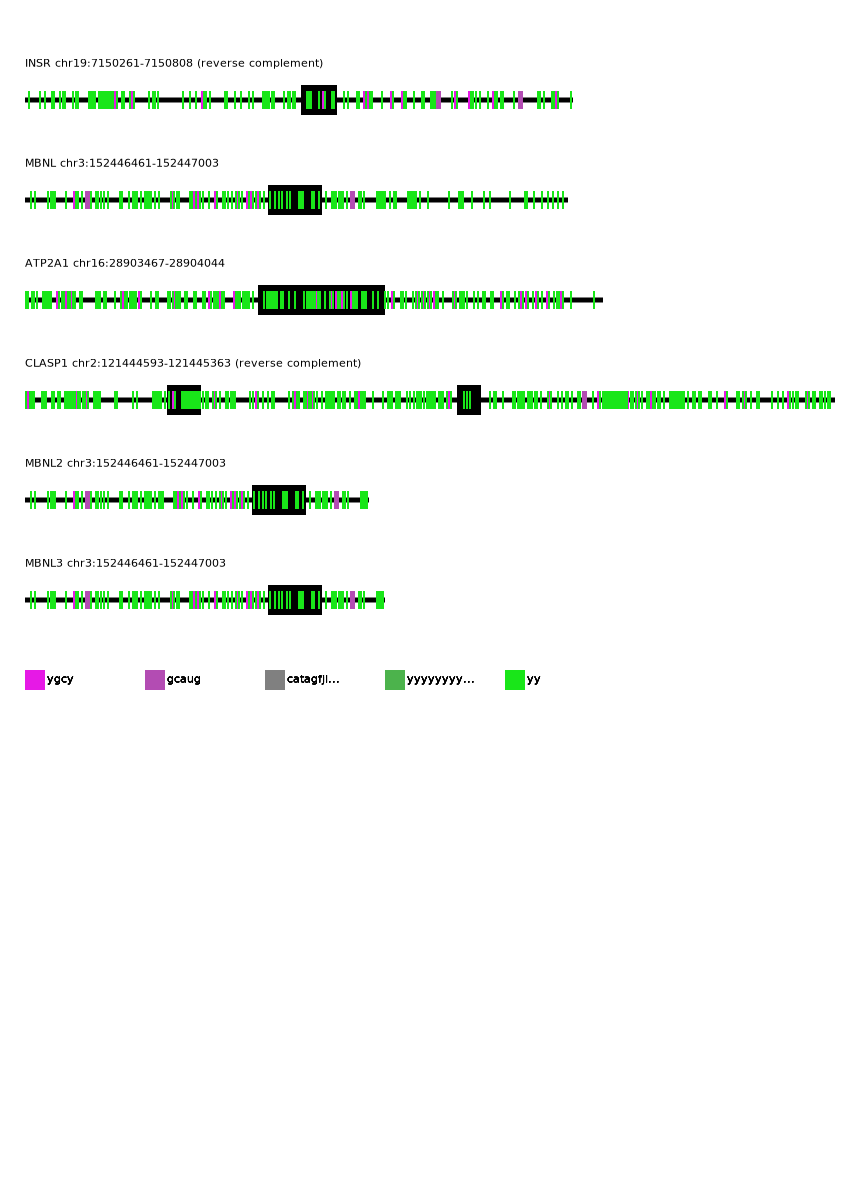 INSR chr19:7150261-7150808 (reverse complement)
MBNL chr3:152446461-152447003
ATP2A1 chr16:28903467-28904044
CLASP1 chr2:121444593-121445363 (reverse complement)
MBNL2 chr3:152446461-152447003
MBNL3 chr3:152446461-152447003
ygcy gcaug catagfjl... yyyyyyyy... yy